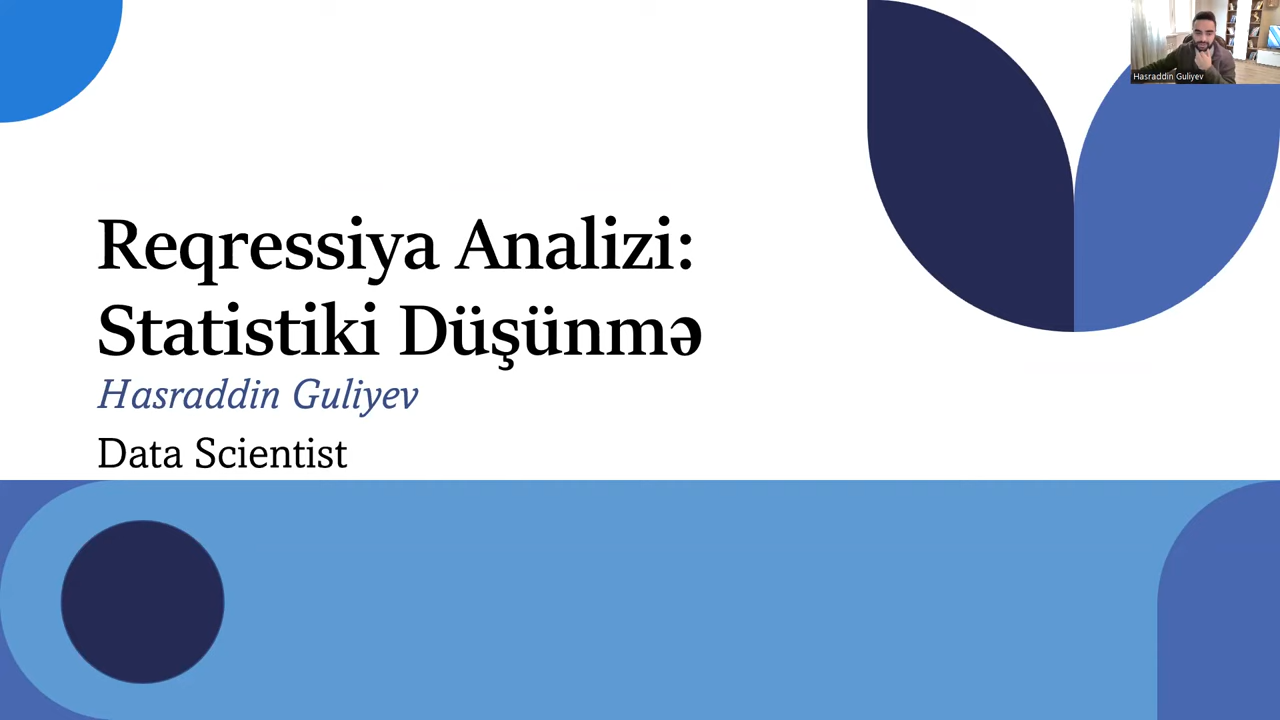 Hasraddin Guliyev
Reqressiya Analizi:
Statistiki Düşünmə
Hasraddin Guliyev
Data Scientist